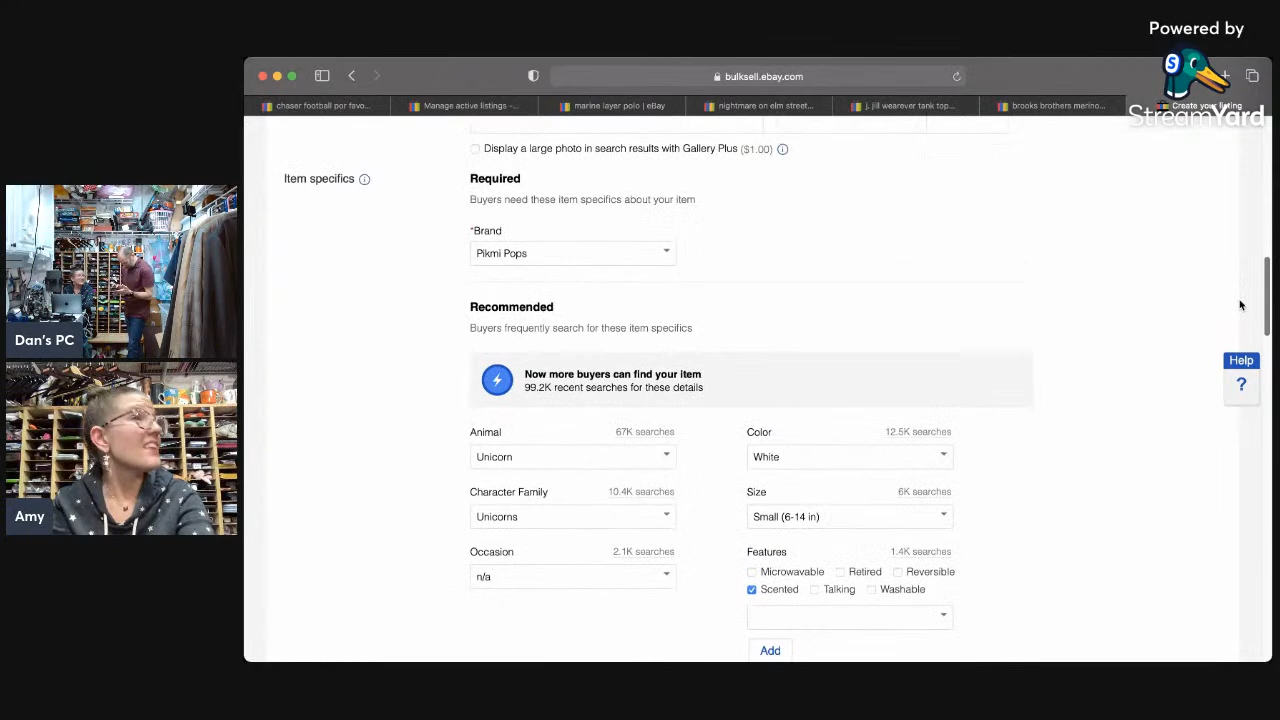 Powered by
StreamYard
bulksell.ebay.com
chaser football por favo...
Manage active listings -...
marine layer polo | eBay
nightmare on elm street...
j. jill wearever tank top...
brooks brothers merino...
Create your listing
Display a large photo in search results with Gallery Plus ($1.00)
Item specifics
Required
Buyers need these item specifics about your item
*Brand
Pikmi Pops
Recommended
Buyers frequently search for these item specifics
Now more buyers can find your item
99.2K recent searches for these details
Animal 67K searches
Unicorn
Color 12.5K searches
White
Character Family 10.4K searches
Unicorns
Size 6K searches
Small (6-14 in)
Occasion 2.1K searches
n/a
Features 1.4K searches
Microwavable Retired Reversible
Scented Talking Washable
Add
Help
?
Dan's PC
Amy